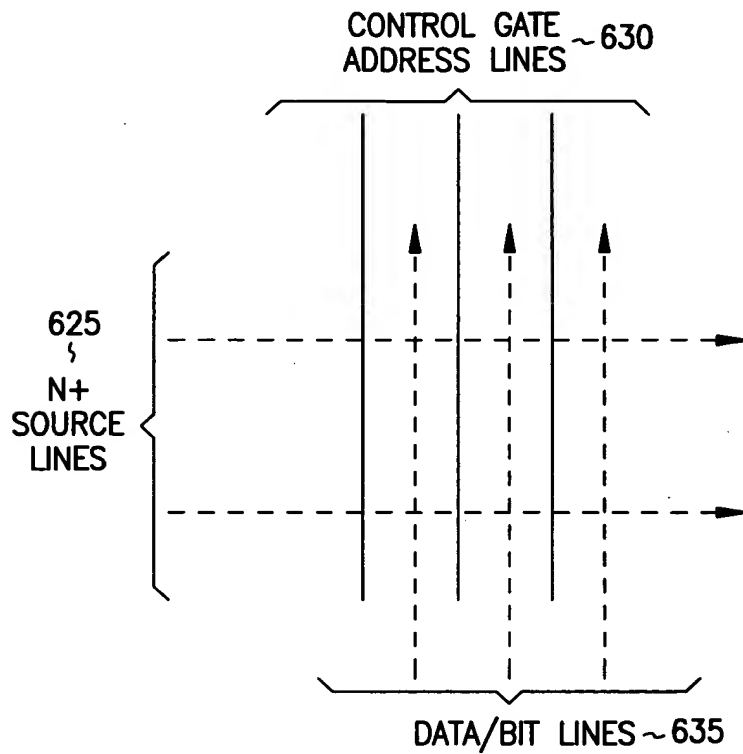 CONTROL GATE
ADDRESS LINES ~630
625
N+
SOURCE
LINES
DATA/BIT LINES ~635